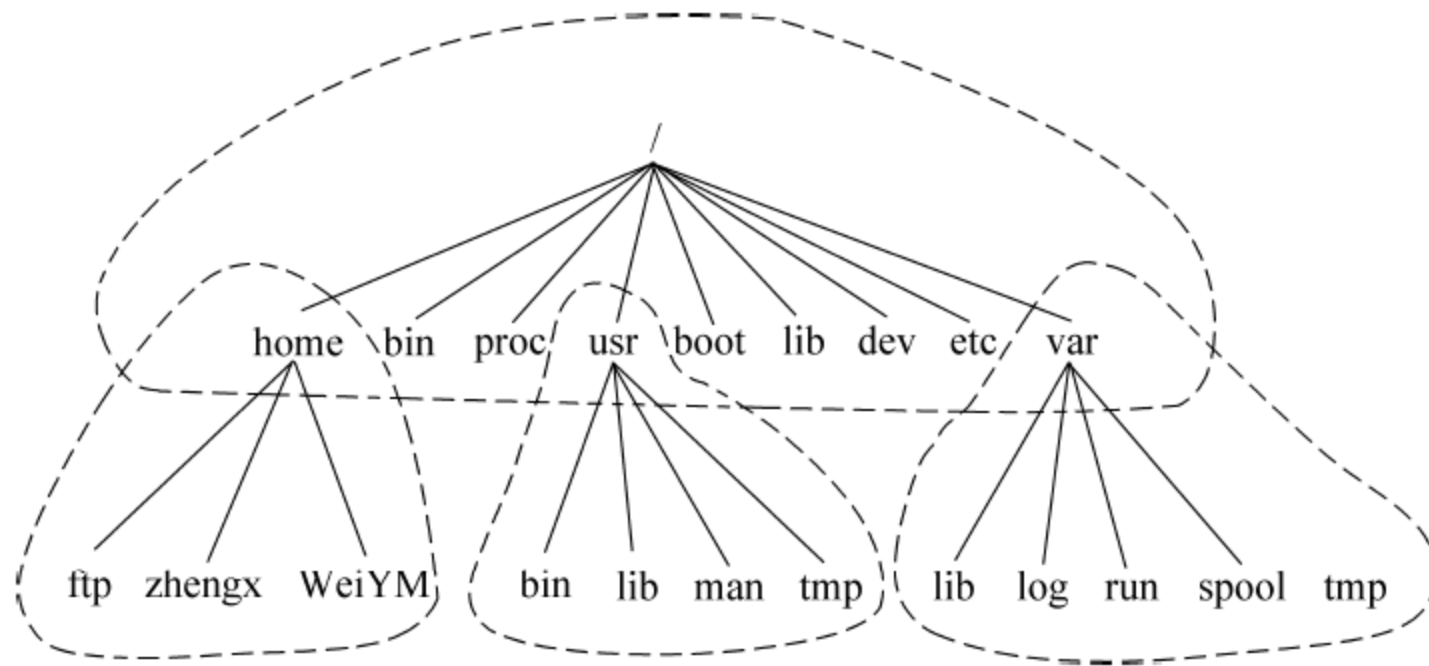 /
home bin proc usr boot lib dev etc var
ftp zhengx WeiYM bin lib man tmp lib log run spool tmp